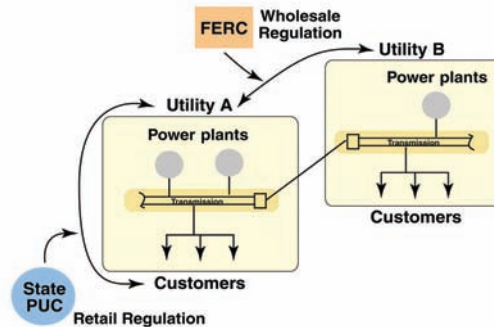 FERC
Wholesale
Regulation
Utility B
Utility A
Power plants
Power plants
Transmission
Transmission
Customers
Customers
State
PUC
Retail Regulation